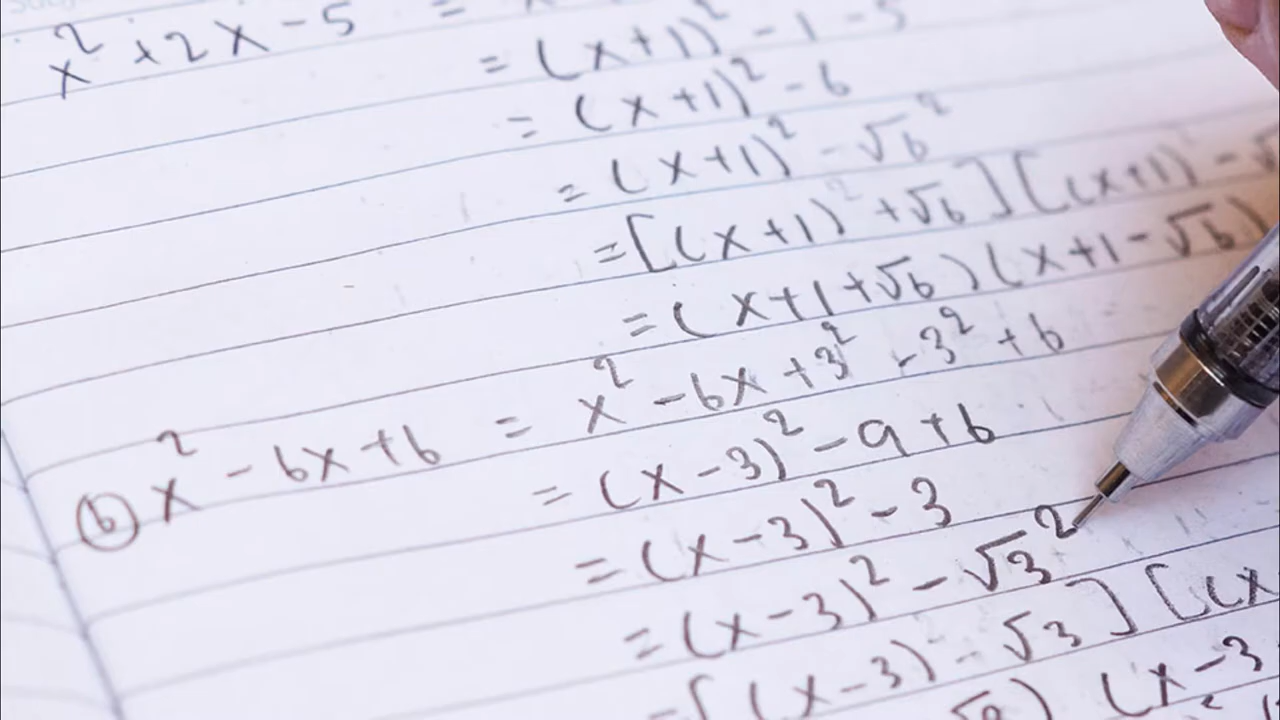 x² + 2x - 5 =
= (x+1)² - 1 - 5
= (x+1)² - 6
= (x+1)² - √6²
= [(x+1)² + √6] [(x+1)² - √
= (x+1+√6) (x+1-√6)
(b) x² - 6x + 6 = x² - 6x + 3² - 3² + 6
= (x-3)² - 9 + 6
= (x-3)² - 3
= (x-3)² - √3²
= [(x-3) - √3] [(x
(x-3